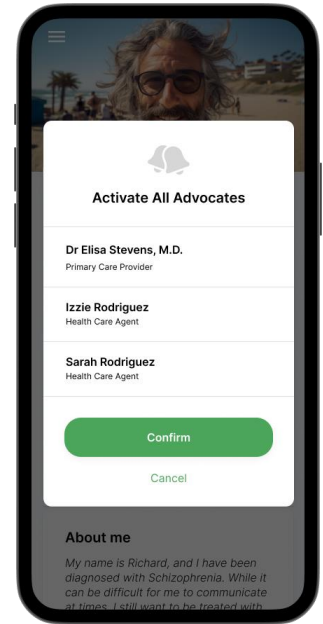 Activate All Advocates
Dr Elisa Stevens, M.D.
Primary Care Provider
Izzie Rodriguez
Health Care Agent
Sarah Rodriguez
Health Care Agent
Confirm
Cancel
About me
My name is Richard, and I have been
diagnosed with Schizophrenia. While it
can be difficult for me to communicate
at times, I still want to be treated with